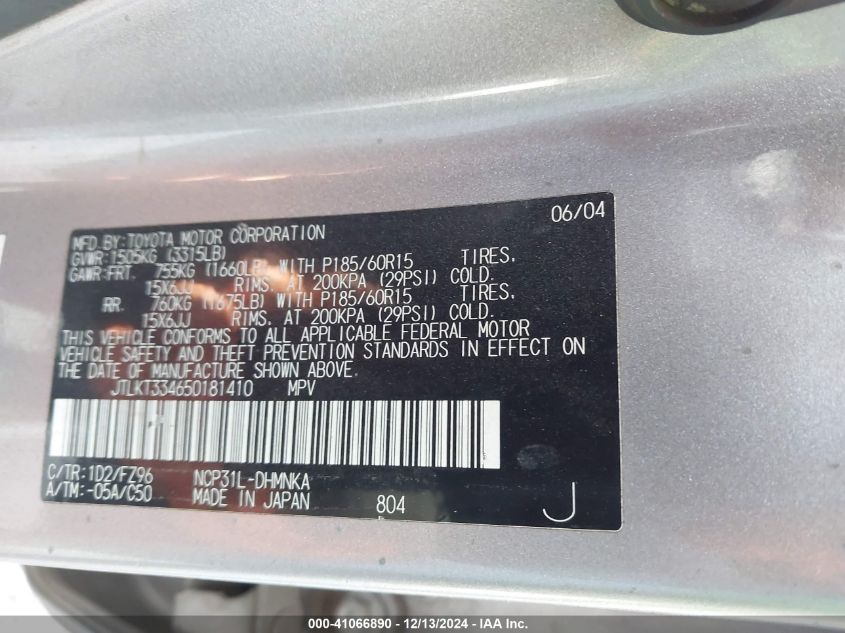 06/04
MFD.BY:TOYOTA MOTOR CORPORATION
GVWR:1505KG (3315LB)
GAWR:FRT. 755KG (1660LB) WITH P185/60R15 TIRES,
15X6JJ RIMS, AT 200KPA (29PSI) COLD.
RR. 760KG (1675LB) WITH P185/60R15 TIRES,
15X6JJ RIMS, AT 200KPA (29PSI) COLD.
THIS VEHICLE CONFORMS TO ALL APPLICABLE FEDERAL MOTOR
VEHICLE SAFETY AND THEFT PREVENTION STANDARDS IN EFFECT ON
THE DATE OF MANUFACTURE SHOWN ABOVE.
JTLKT334650181410 MPV
C/TR:1D2/FZ96 NCP31L-DHMNKA
A/TM:-05A/C50 MADE IN JAPAN 804 J
000-41066890 - 12/13/2024 - IAA Inc.